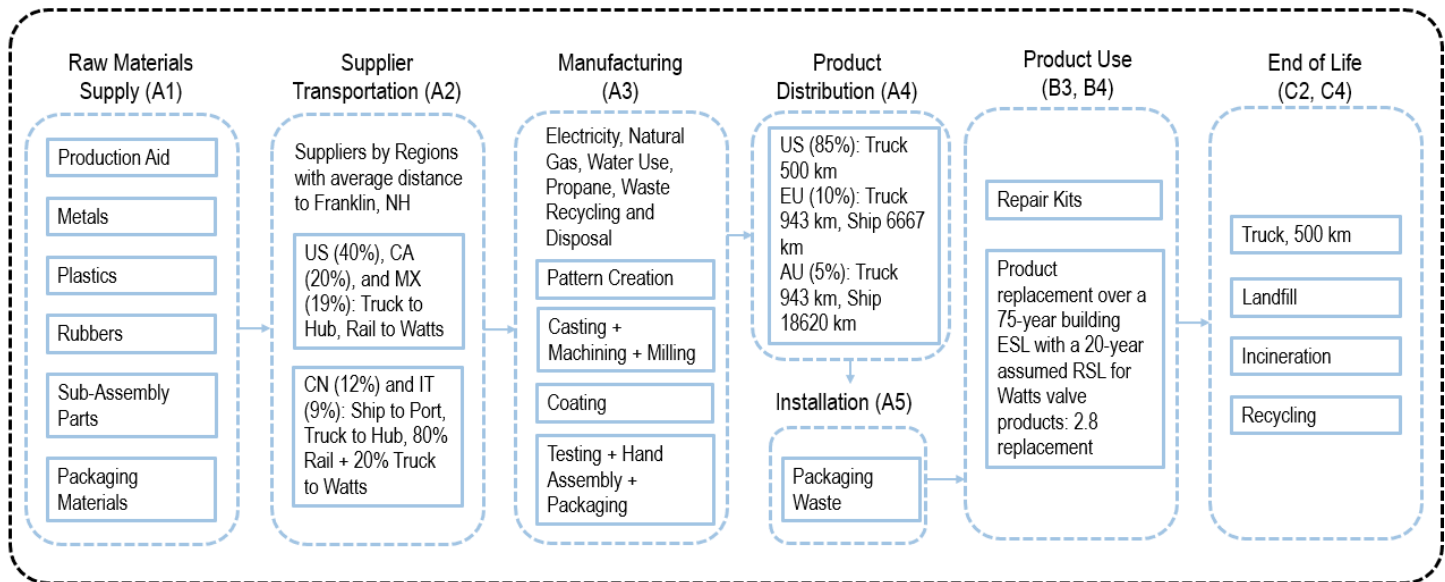 Raw Materials
Supply (A1)
Production Aid
Metals
Plastics
Rubbers
Sub-Assembly
Parts
Packaging
Materials
Supplier
Transportation (A2)
Suppliers by Regions
with average distance
to Franklin, NH
US (40%), CA
(20%), and MX
(19%): Truck to
Hub, Rail to Watts
CN (12%) and IT
(9%): Ship to Port,
Truck to Hub, 80%
Rail + 20% Truck
to Watts
Manufacturing
(A3)
Electricity, Natural
Gas, Water Use,
Propane, Waste
Recycling and
Disposal
Pattern Creation
Casting +
Machining + Milling
Coating
Testing + Hand
Assembly +
Packaging
Product
Distribution (A4)
US (85%): Truck
500 km
EU (10%): Truck
943 km, Ship 6667
km
AU (5%): Truck
943 km, Ship
18620 km
Installation (A5)
Packaging
Waste
Product Use
(B3, B4)
Repair Kits
Product
replacement over a
75-year building
ESL with a 20-year
assumed RSL for
Watts valve
products: 2.8
replacement
End of Life
(C2, C4)
Truck, 500 km
Landfill
Incineration
Recycling